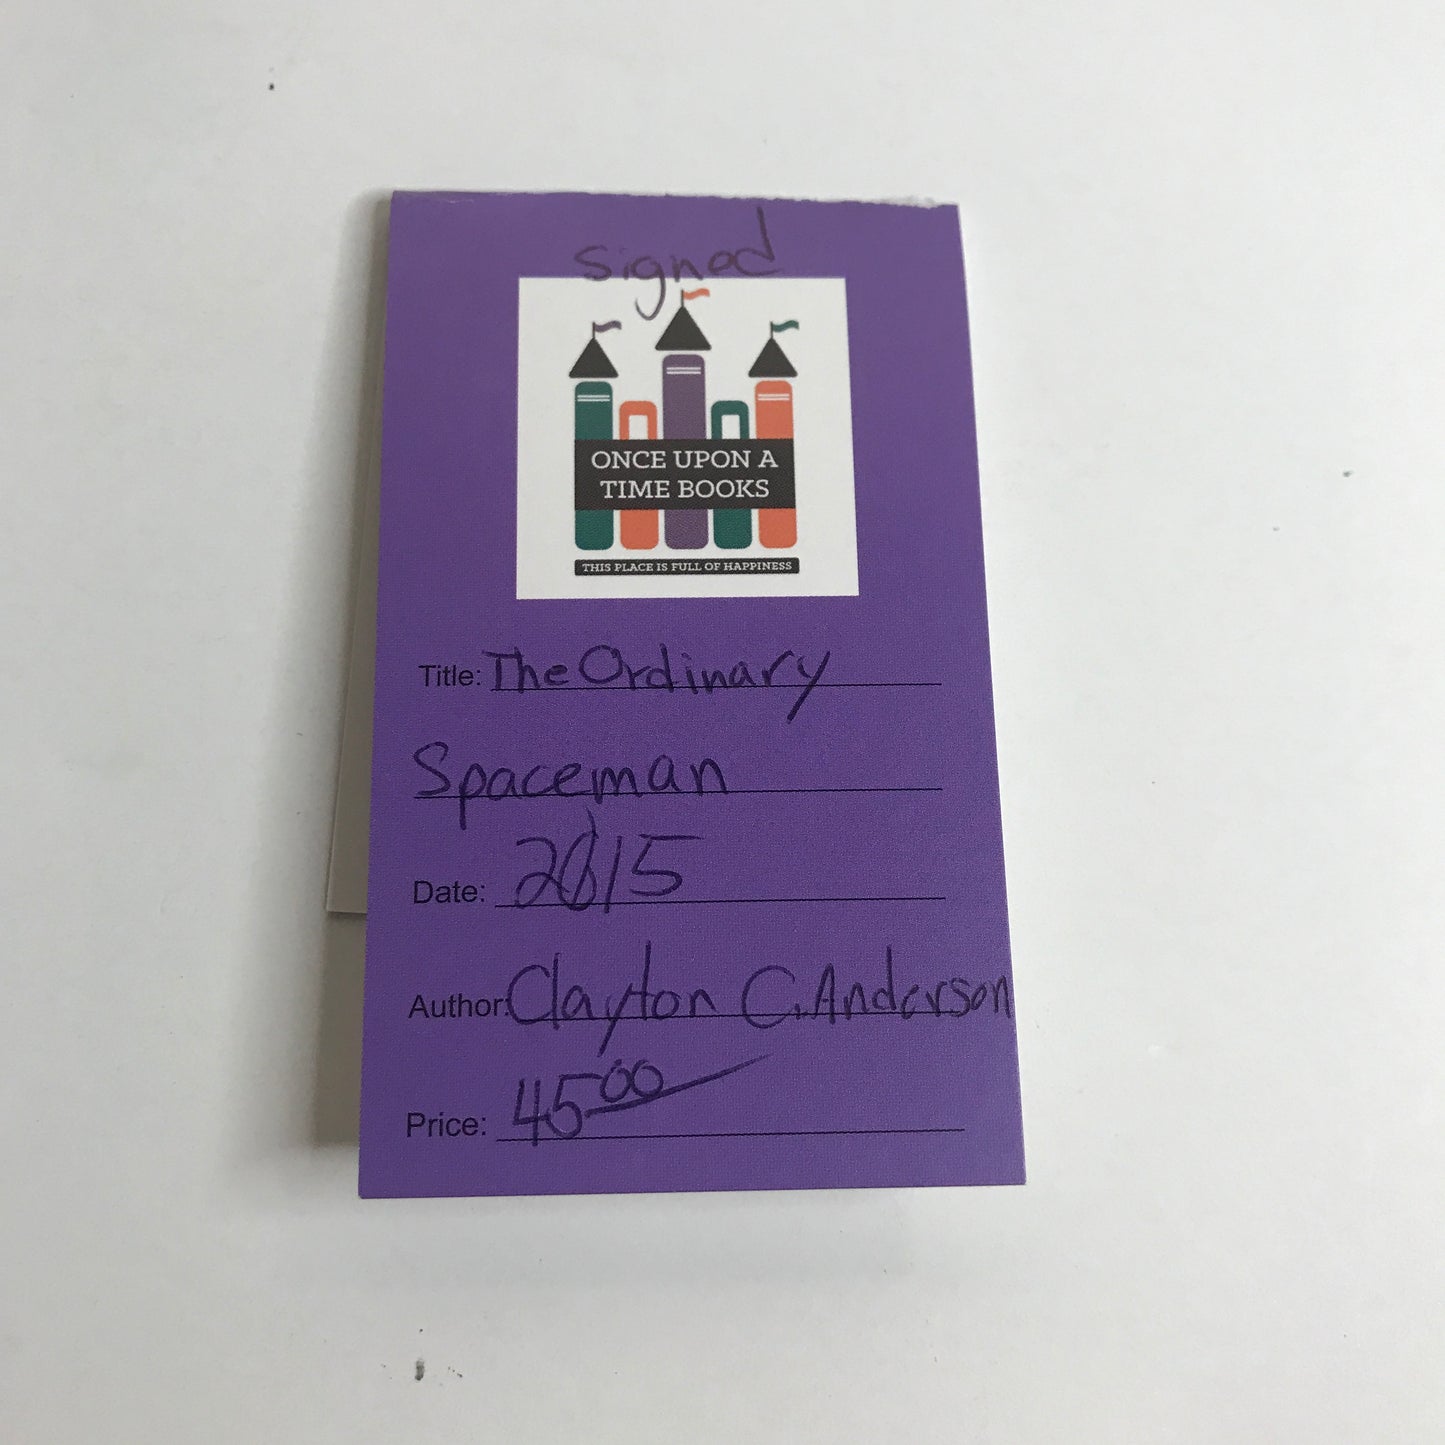 signed
ONCE UPON A
TIME BOOKS
THIS PLACE IS FULL OF HAPPINESS
Title: The Ordinary
Spaceman
Date: 2015
Author: Clayton C. Anderson
Price: 45.00